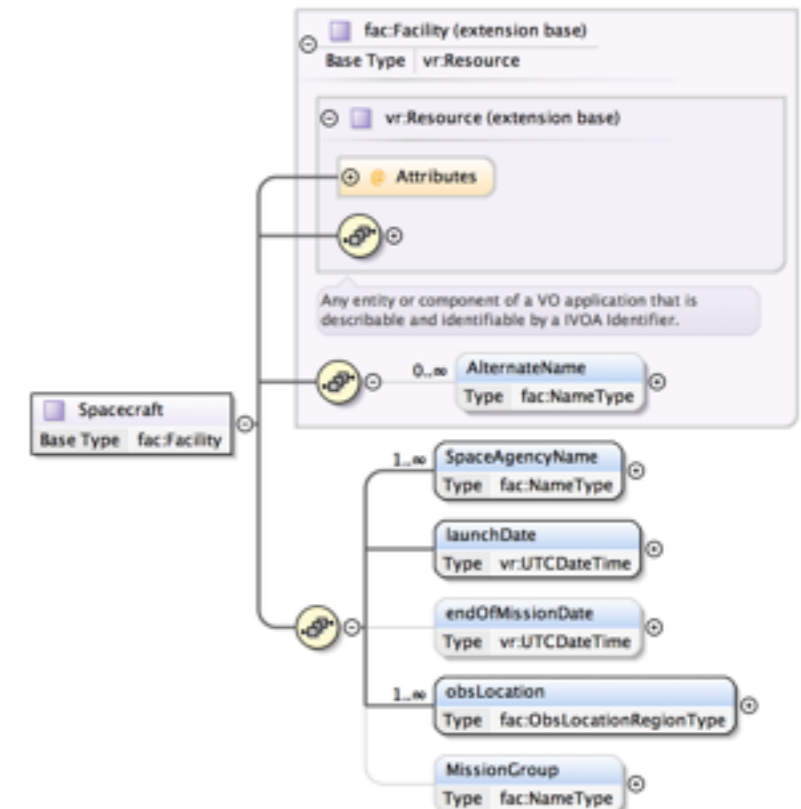 fac:Facility (extension base)
Base Type vr:Resource
vr:Resource (extension base)
@ Attributes
Any entity or component of a VO application that is
describable and identifiable by a IVOA Identifier.
0..∞ AlternateName
Type fac:NameType
Spacecraft
Base Type fac:Facility
1..∞ SpaceAgencyName
Type fac:NameType
launchDate
Type vr:UTCDateTime
endOfMissionDate
Type vr:UTCDateTime
1..∞ obsLocation
Type fac:ObsLocationRegionType
MissionGroup
Type fac:NameType